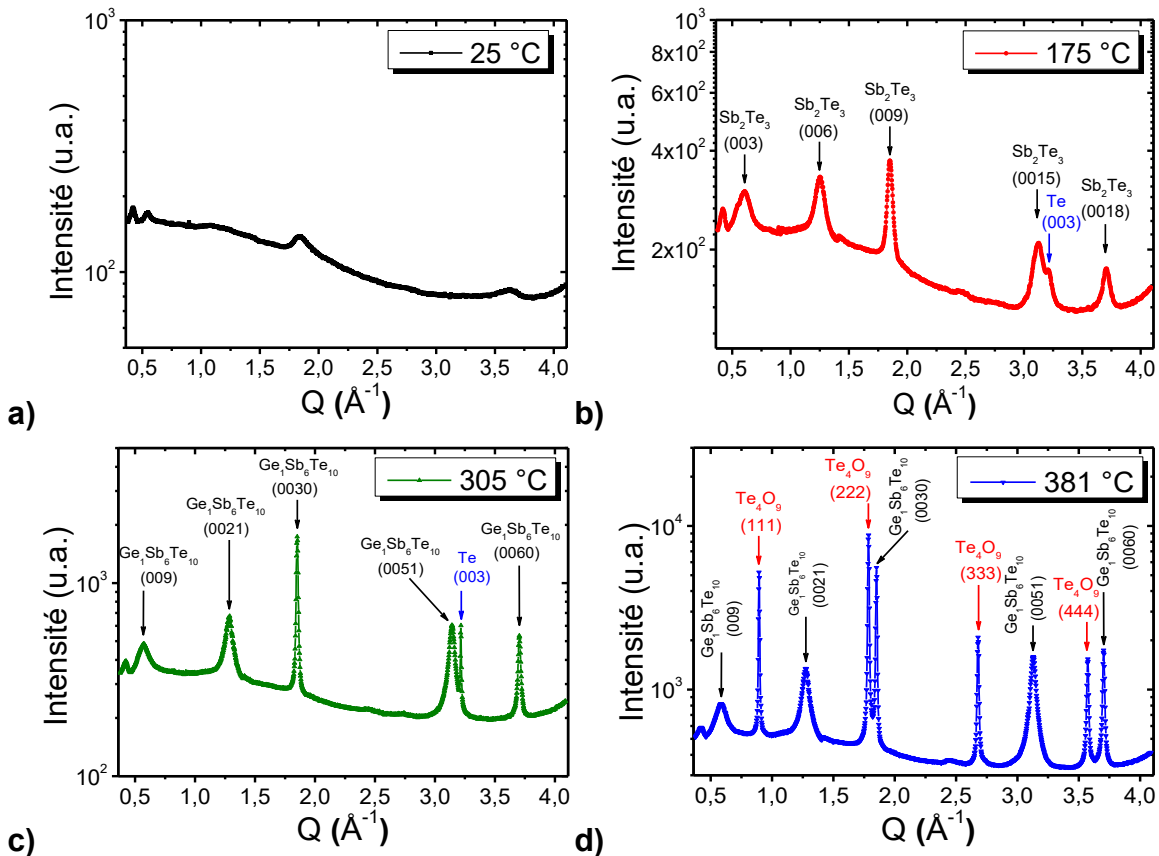 10³
10²
Intensité (u.a.)
25 °C
0,5 1,0 1,5 2,0 2,5 3,0 3,5 4,0
Q (Å⁻¹)
a)
10³
8x10²
6x10²
4x10²
2x10²
Intensité (u.a.)
175 °C
Sb₂Te₃
(003)
Sb₂Te₃
(006)
Sb₂Te₃
(009)
Sb₂Te₃
(0015)
Te
(003)
Sb₂Te₃
(0018)
0,5 1,0 1,5 2,0 2,5 3,0 3,5 4,0
Q (Å⁻¹)
b)
10³
10²
Intensité (u.a.)
305 °C
Ge₁Sb₆Te₁₀
(009)
Ge₁Sb₆Te₁₀
(0021)
Ge₁Sb₆Te₁₀
(0030)
Ge₁Sb₆Te₁₀
(0051)
Te
(003)
Ge₁Sb₆Te₁₀
(0060)
0,5 1,0 1,5 2,0 2,5 3,0 3,5 4,0
Q (Å⁻¹)
c)
10⁴
10³
Intensité (u.a.)
381 °C
Ge₁Sb₆Te₁₀
(009)
Te₄O₉
(111)
Ge₁Sb₆Te₁₀
(0021)
Te₄O₉
(222)
Ge₁Sb₆Te₁₀
(0030)
Te₄O₉
(333)
Ge₁Sb₆Te₁₀
(0051)
Te₄O₉
(444)
Ge₁Sb₆Te₁₀
(0060)
0,5 1,0 1,5 2,0 2,5 3,0 3,5 4,0
Q (Å⁻¹)
d)